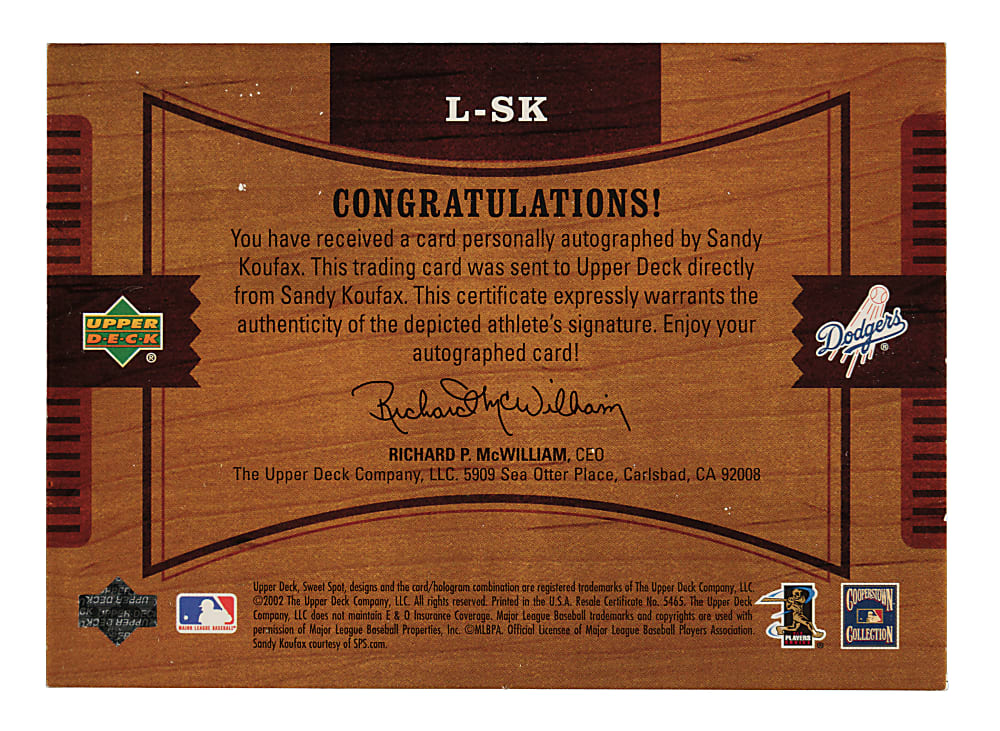 L-SK
CONGRATULATIONS!
You have received a card personally autographed by Sandy
Koufax. This trading card was sent to Upper Deck directly
from Sandy Koufax. This certificate expressly warrants the
authenticity of the depicted athlete's signature. Enjoy your
autographed card!
UPPER
D·E·C·K
®
Dodgers
®
Richard McWilliam
RICHARD P. McWILLIAM, CEO
The Upper Deck Company, LLC. 5909 Sea Otter Place, Carlsbad, CA 92008
UPPER DECK
MAJOR LEAGUE BASEBALL
Upper Deck, Sweet Spot, designs and the card/hologram combination are registered trademarks of The Upper Deck Company, LLC.
©2002 The Upper Deck Company, LLC. All rights reserved. Printed in the U.S.A. Resale Certificate No. 5465. The Upper Deck
Company, LLC does not maintain E & O Insurance Coverage. Major League Baseball trademarks and copyrights are used with
permission of Major League Baseball Properties, Inc. ©MLBPA. Official Licensee of Major League Baseball Players Association.
Sandy Koufax courtesy of SPS.com.
PLAYERS
CHOICE
®
COOPERSTOWN
COLLECTION